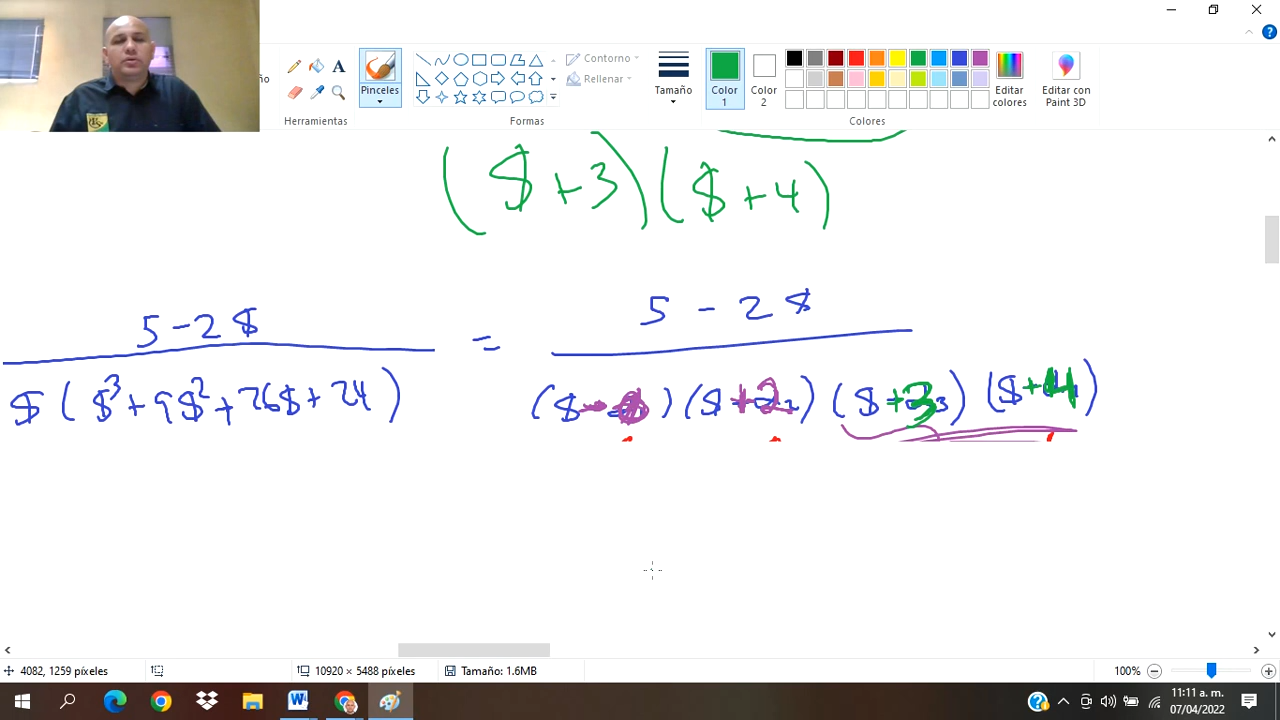 Contorno
Rellenar
Pinceles
Tamaño
Color 1
Color 2
Editar colores
Editar con Paint 3D
Herramientas
Formas
Colores
($+3)($+4)
5-2$
$($³+9$²+26$+24)
=
5-2$
($-0)($+2)($+3)($+4)
4082, 1259 píxeles
10920 × 5488 píxeles
Tamaño: 1.6MB
100%
11:11 a. m.
07/04/2022